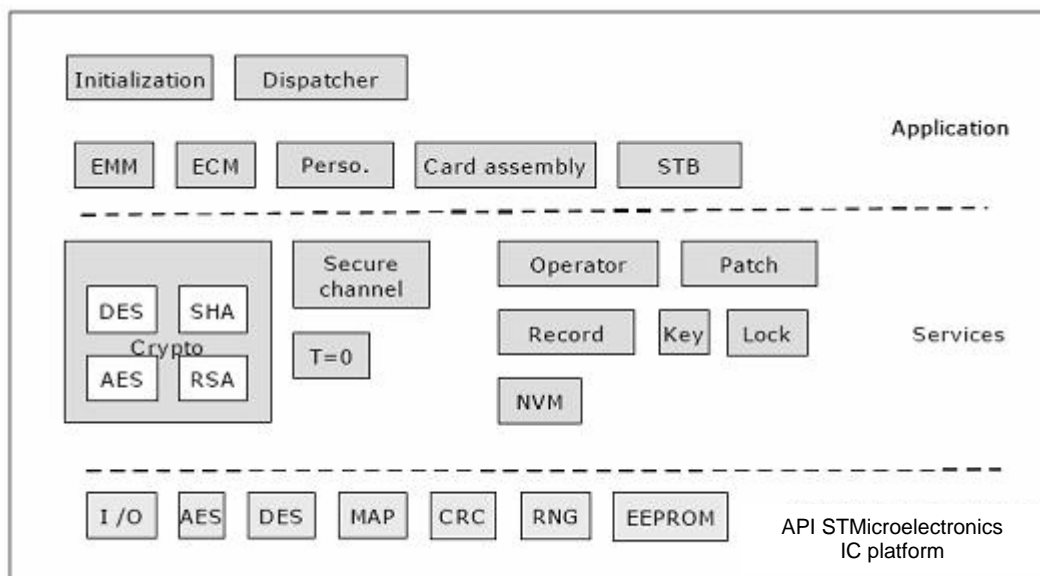 Initialization
Dispatcher
Application
EMM
ECM
Perso.
Card assembly
STB
Secure
channel
Operator
Patch
DES
SHA
Crypto
AES
RSA
T=0
Record
Key
Lock
Services
NVM
I /O
AES
DES
MAP
CRC
RNG
EEPROM
API STMicroelectronics
IC platform